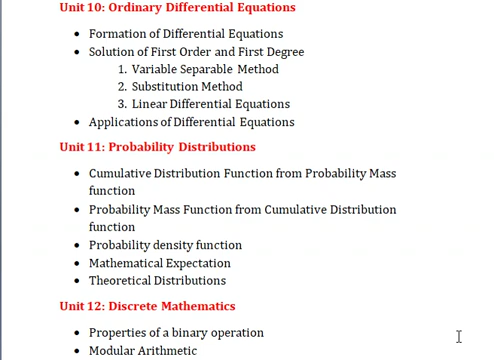 Unit 10: Ordinary Differential Equations
• Formation of Differential Equations
• Solution of First Order and First Degree
1. Variable Separable Method
2. Substitution Method
3. Linear Differential Equations
• Applications of Differential Equations
Unit 11: Probability Distributions
• Cumulative Distribution Function from Probability Mass
function
• Probability Mass Function from Cumulative Distribution
function
• Probability density function
• Mathematical Expectation
• Theoretical Distributions
Unit 12: Discrete Mathematics
• Properties of a binary operation
• Modular Arithmetic